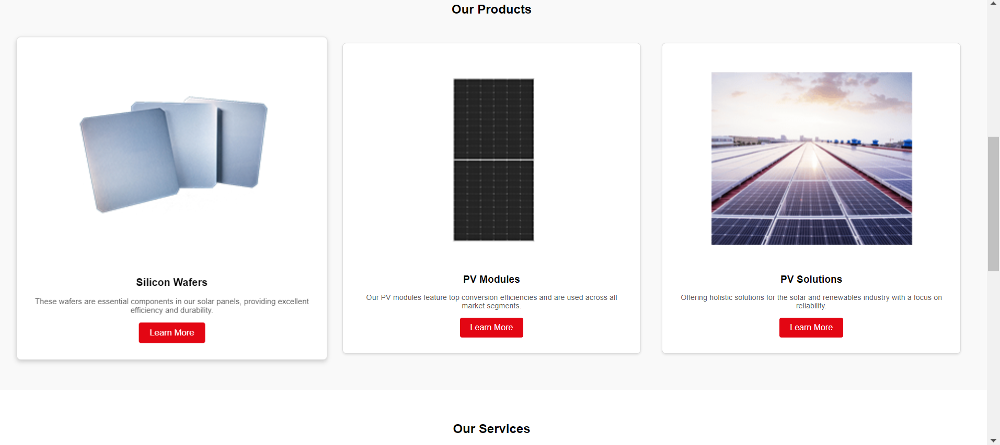 Our Products
Silicon Wafers
These wafers are essential components in our solar panels, providing excellent
efficiency and durability.
Learn More
PV Modules
Our PV modules feature top conversion efficiencies and are used across all
market segments.
Learn More
PV Solutions
Offering holistic solutions for the solar and renewables industry with a focus on
reliability.
Learn More
Our Services